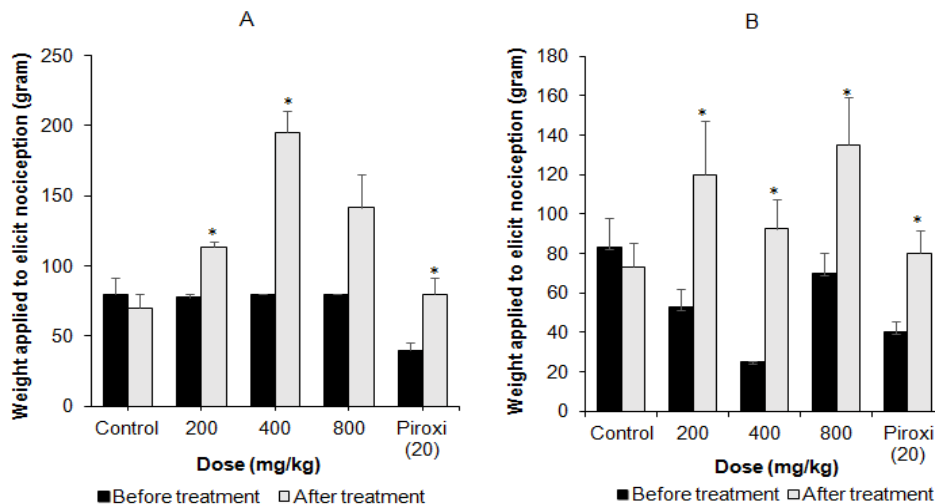 A
Weight applied to elicit nociception (gram)
250
200
150
100
50
0
*
*
*
Control
200
400
800
Piroxi
(20)
Dose (mg/kg)
Before treatment
After treatment
B
Weight applied to elicit nociception (gram)
180
160
140
120
100
80
60
40
20
0
*
*
*
*
Control
200
400
800
Piroxi
(20)
Dose (mg/kg)
Before treatment
After treatment